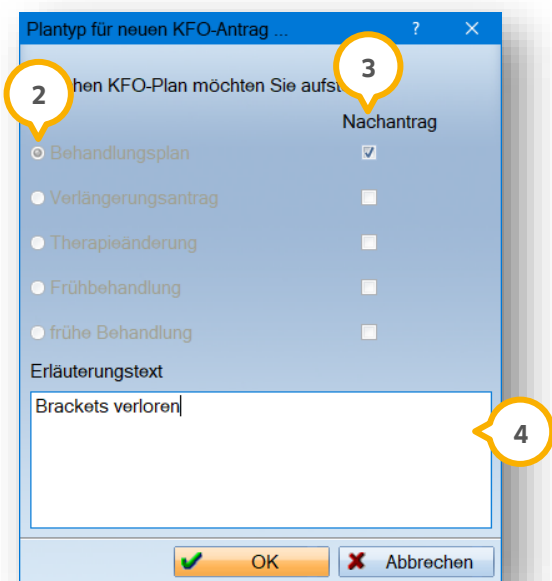 Plantyp für neuen KFO-Antrag ... ?
3
2
hen KFO-Plan möchten Sie aufst
Nachantrag
Behandlungsplan
Verlängerungsantrag
Therapieänderung
Frühbehandlung
frühe Behandlung
Erläuterungstext
Brackets verloren
4
OK Abbrechen